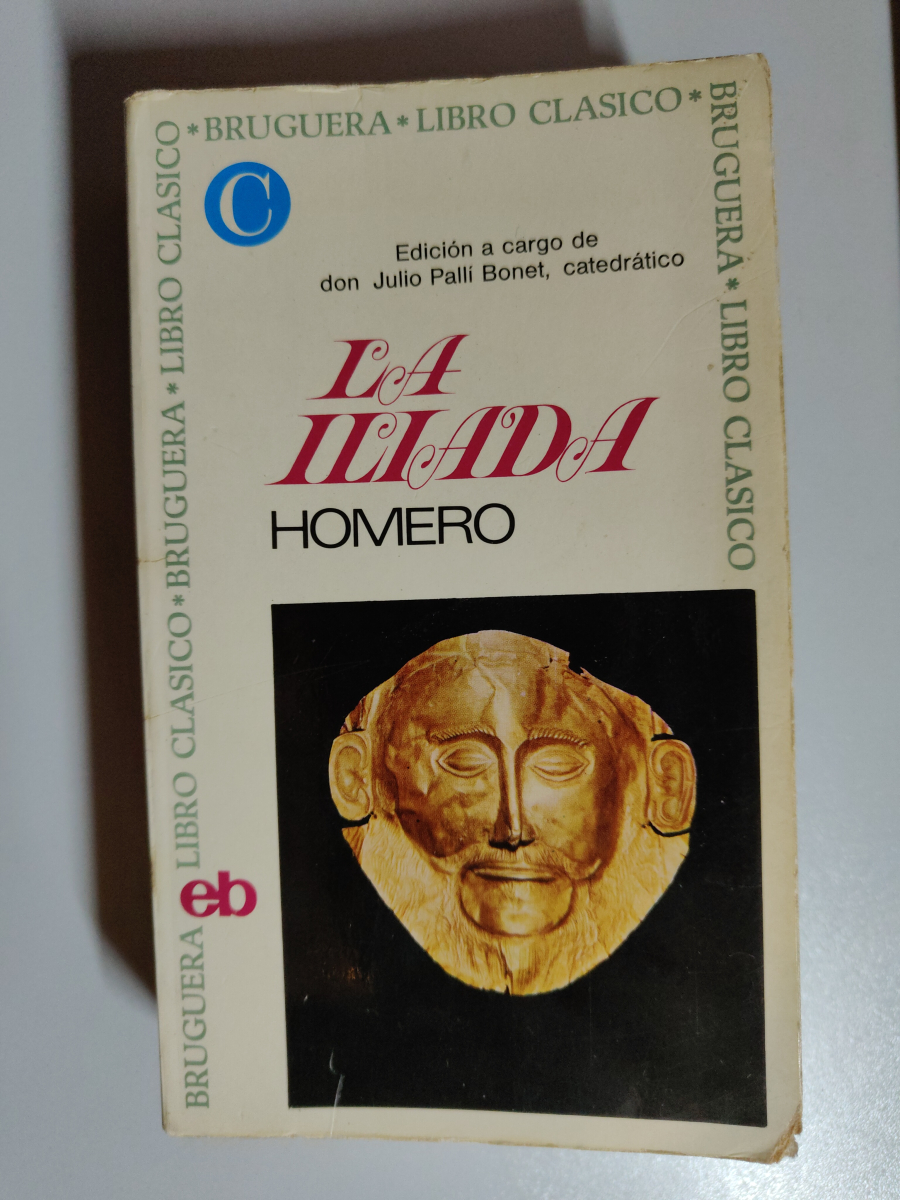 * BRUGUERA * LIBRO CLASICO *
BRUGUERA * LIBRO CLASICO
BRUGUERA LIBRO CLASICO * BRUGUERA * LIBRO CLASICO
C
Edición a cargo de
don Julio Pallí Bonet, catedrático
LA
ILIADA
HOMERO
eb